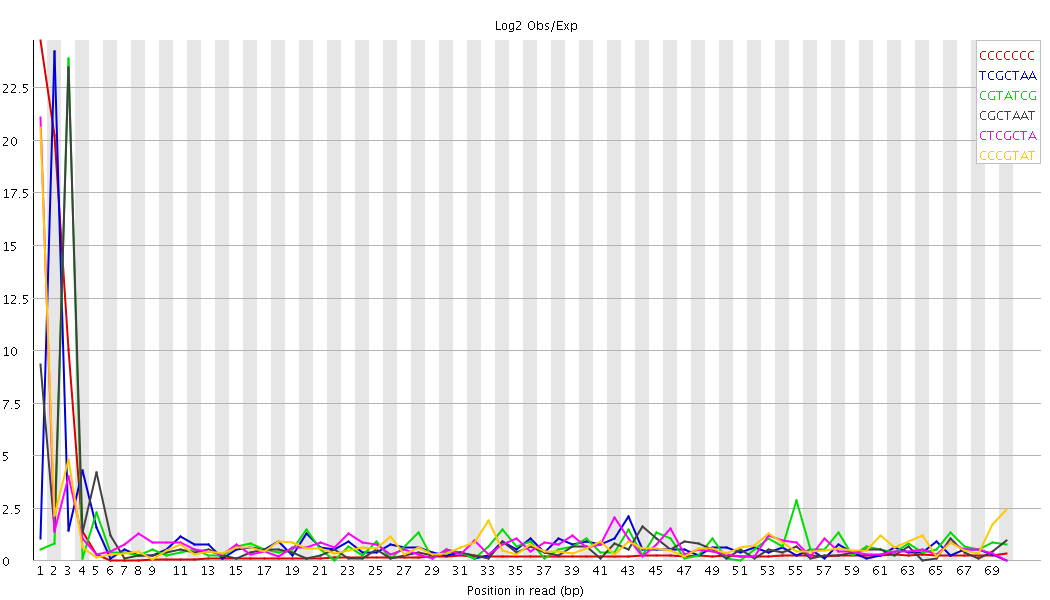 Log2 Obs/Exp
CCCCCCC
TCGCTAA
CGTATCG
CGCTAAT
CTCGCTA
CCCGTAT
22.5
20
17.5
15
12.5
10
7.5
5
2.5
0
1 2 3 4 5 6 7 8 9 11 13 15 17 19 21 23 25 27 29 31 33 35 37 39 41 43 45 47 49 51 53 55 57 59 61 63 65 67 69
Position in read (bp)